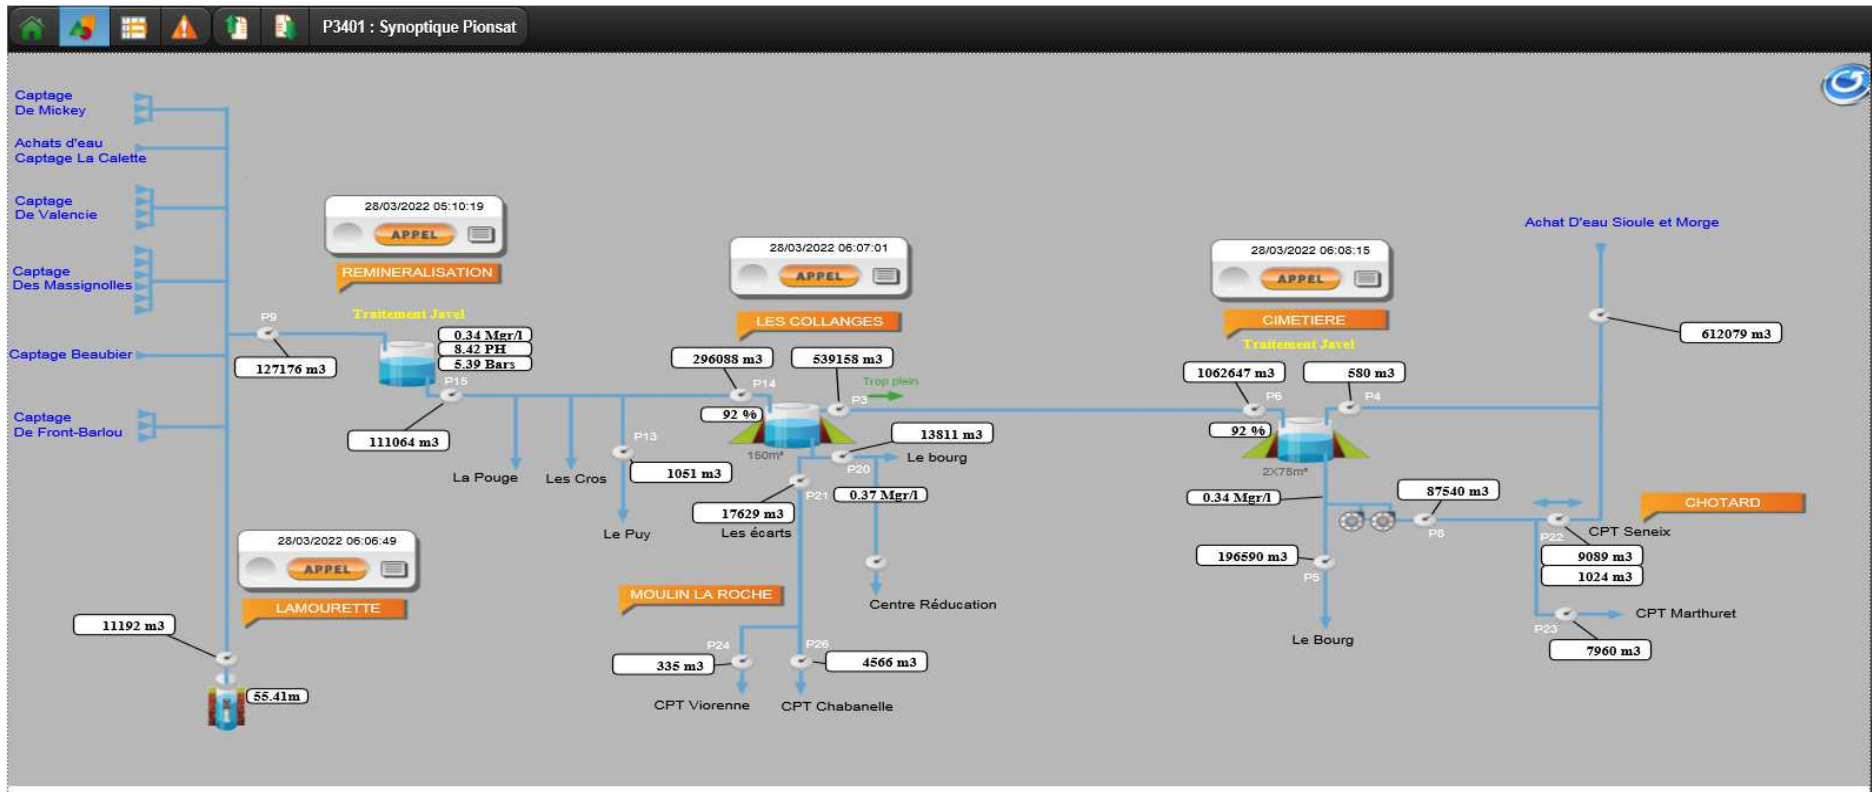 P3401 : Synoptique Pionsat
Captage
De Mickey
Achats d'eau
Captage La Calette
Captage
De Valencie
Captage
Des Massignolles
Captage Beaubier
Captage
De Front-Barlou
P9
127176 m3
28/03/2022 05:10:19
APPEL
REMINERALISATION
Traitement Javel
0.34 Mgr/l
8.42 PH
5.39 Bars
P15
111064 m3
La Pouge
Les Cros
P13
1051 m3
Le Puy
28/03/2022 06:06:49
APPEL
LAMOURETTE
11192 m3
55.41m
28/03/2022 06:07:01
APPEL
LES COLLANGES
296088 m3
539158 m3
P14
Trop plein
P3
92 %
150m³
13811 m3
Le bourg
P20
P21
0.37 Mgr/l
17629 m3
Les écarts
MOULIN LA ROCHE
Centre Réducation
P24
P26
335 m3
4566 m3
CPT Viorenne
CPT Chabanelle
28/03/2022 06:08:15
APPEL
CIMETIERE
Traitement Javel
1062647 m3
580 m3
P6
P4
92 %
2X75m³
0.34 Mgr/l
87540 m3
P8
196590 m3
P5
Le Bourg
Achat D'eau Sioule et Morge
612079 m3
CHOTARD
CPT Seneix
P22
9089 m3
1024 m3
CPT Marthuret
P23
7960 m3